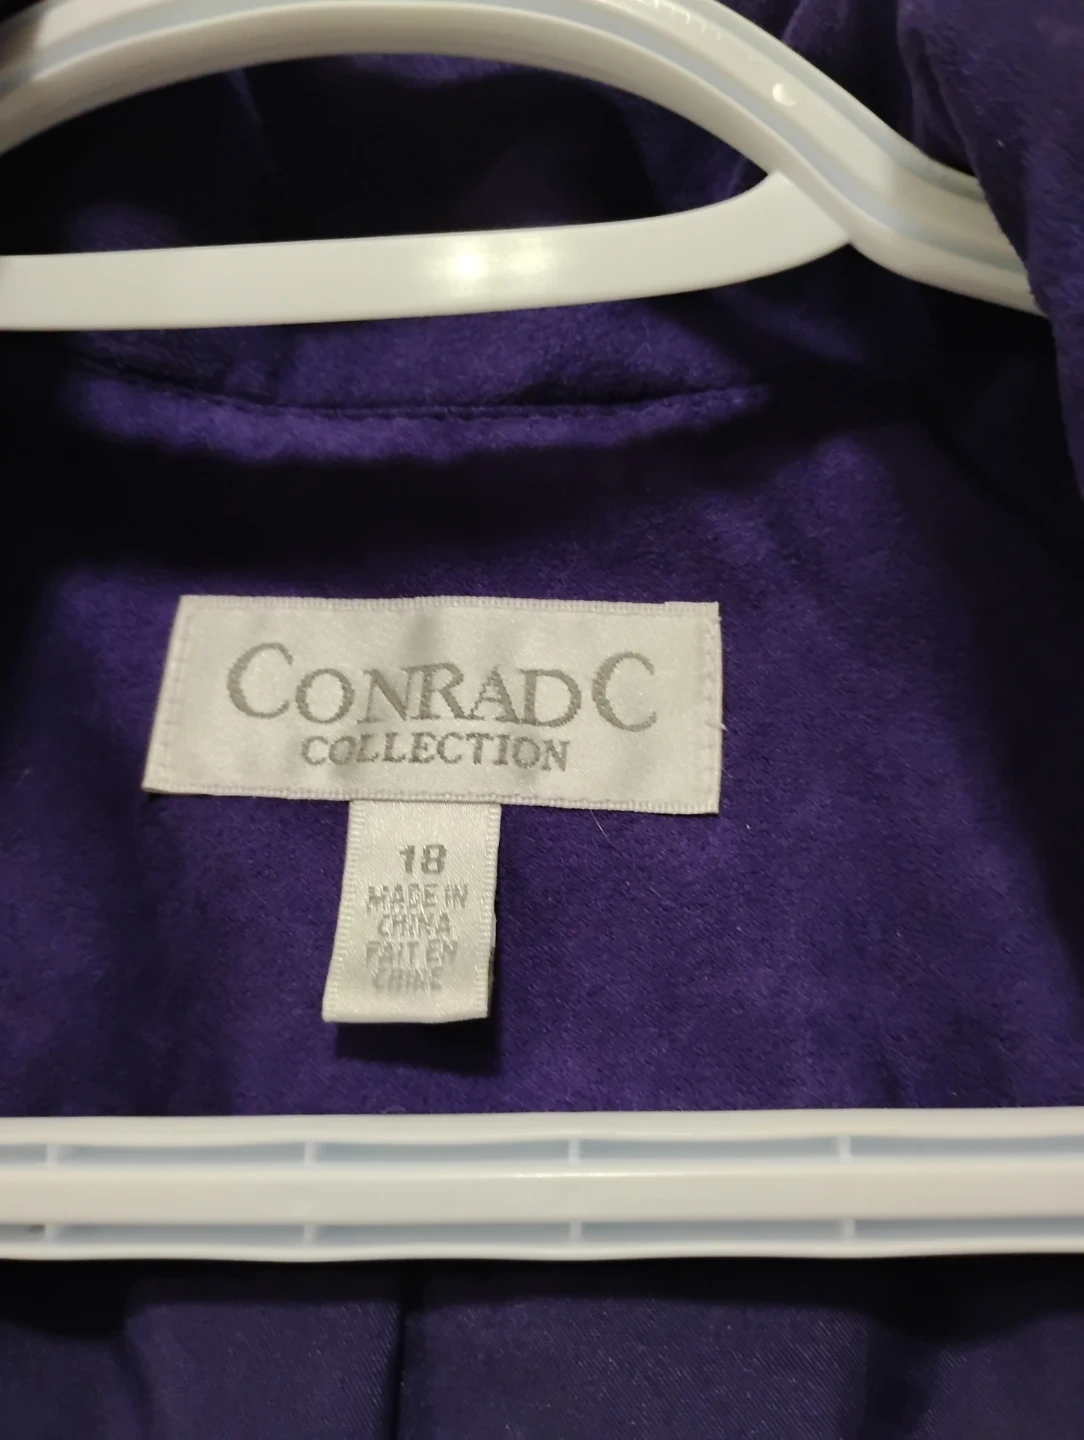 CONRAD C
COLLECTION
18
MADE IN
CHINA
FAIT EN
CHINE